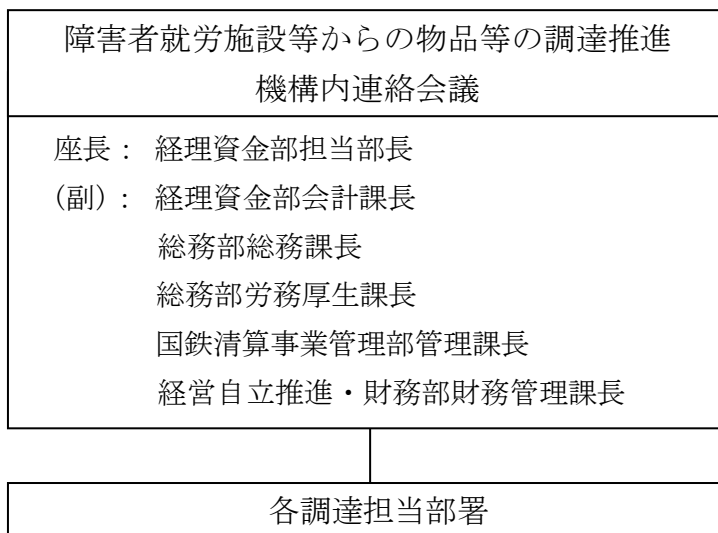 障害者就労施設等からの物品等の調達推進
機構内連絡会議
座長： 経理資金部担当部長
(副)： 経理資金部会計課長
総務部総務課長
総務部労務厚生課長
国鉄清算事業管理部管理課長
経営自立推進・財務部財務管理課長
各調達担当部署